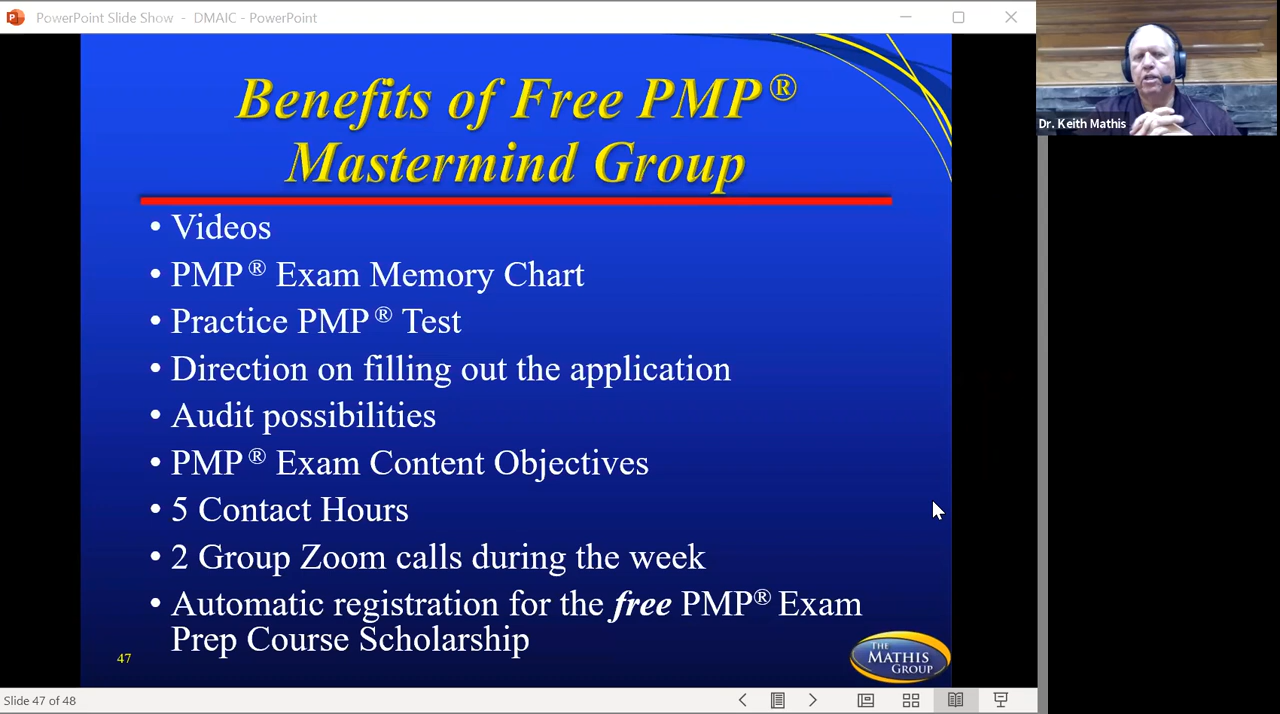 PowerPoint Slide Show - DMAIC - PowerPoint
Benefits of Free PMP®
Mastermind Group
• Videos
• PMP® Exam Memory Chart
• Practice PMP® Test
• Direction on filling out the application
• Audit possibilities
• PMP® Exam Content Objectives
• 5 Contact Hours
• 2 Group Zoom calls during the week
• Automatic registration for the free PMP® Exam
Prep Course Scholarship
47
THE
MATHIS
GROUP
Slide 47 of 48
Dr. Keith Mathis